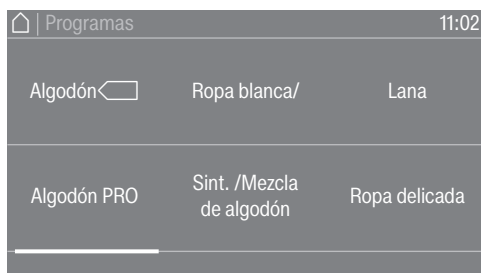 Programas 11:02
Algodón Ropa blanca/ Lana
Algodón PRO Sint. /Mezcla de algodón Ropa delicada